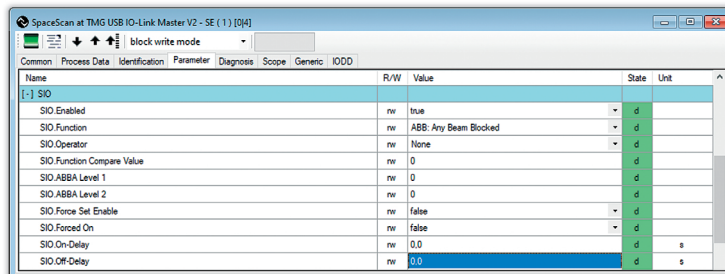 SpaceScan at TMG USB IO-Link Master V2 - SE ( 1 ) [0|4]
block write mode
Common Process Data Identification Parameter Diagnosis Scope Generic IODD
Name R/W Value State Unit
[-] SIO
SIO.Enabled rw true d
SIO.Function rw ABB: Any Beam Blocked d
SIO.Operator rw None d
SIO.Function Compare Value rw 0 d
SIO.ABBA Level 1 rw 0 d
SIO.ABBA Level 2 rw 0 d
SIO.Force Set Enable rw false d
SIO.Forced On rw false d
SIO.On-Delay rw 0,0 d s
SIO.Off-Delay rw 0,0 d s